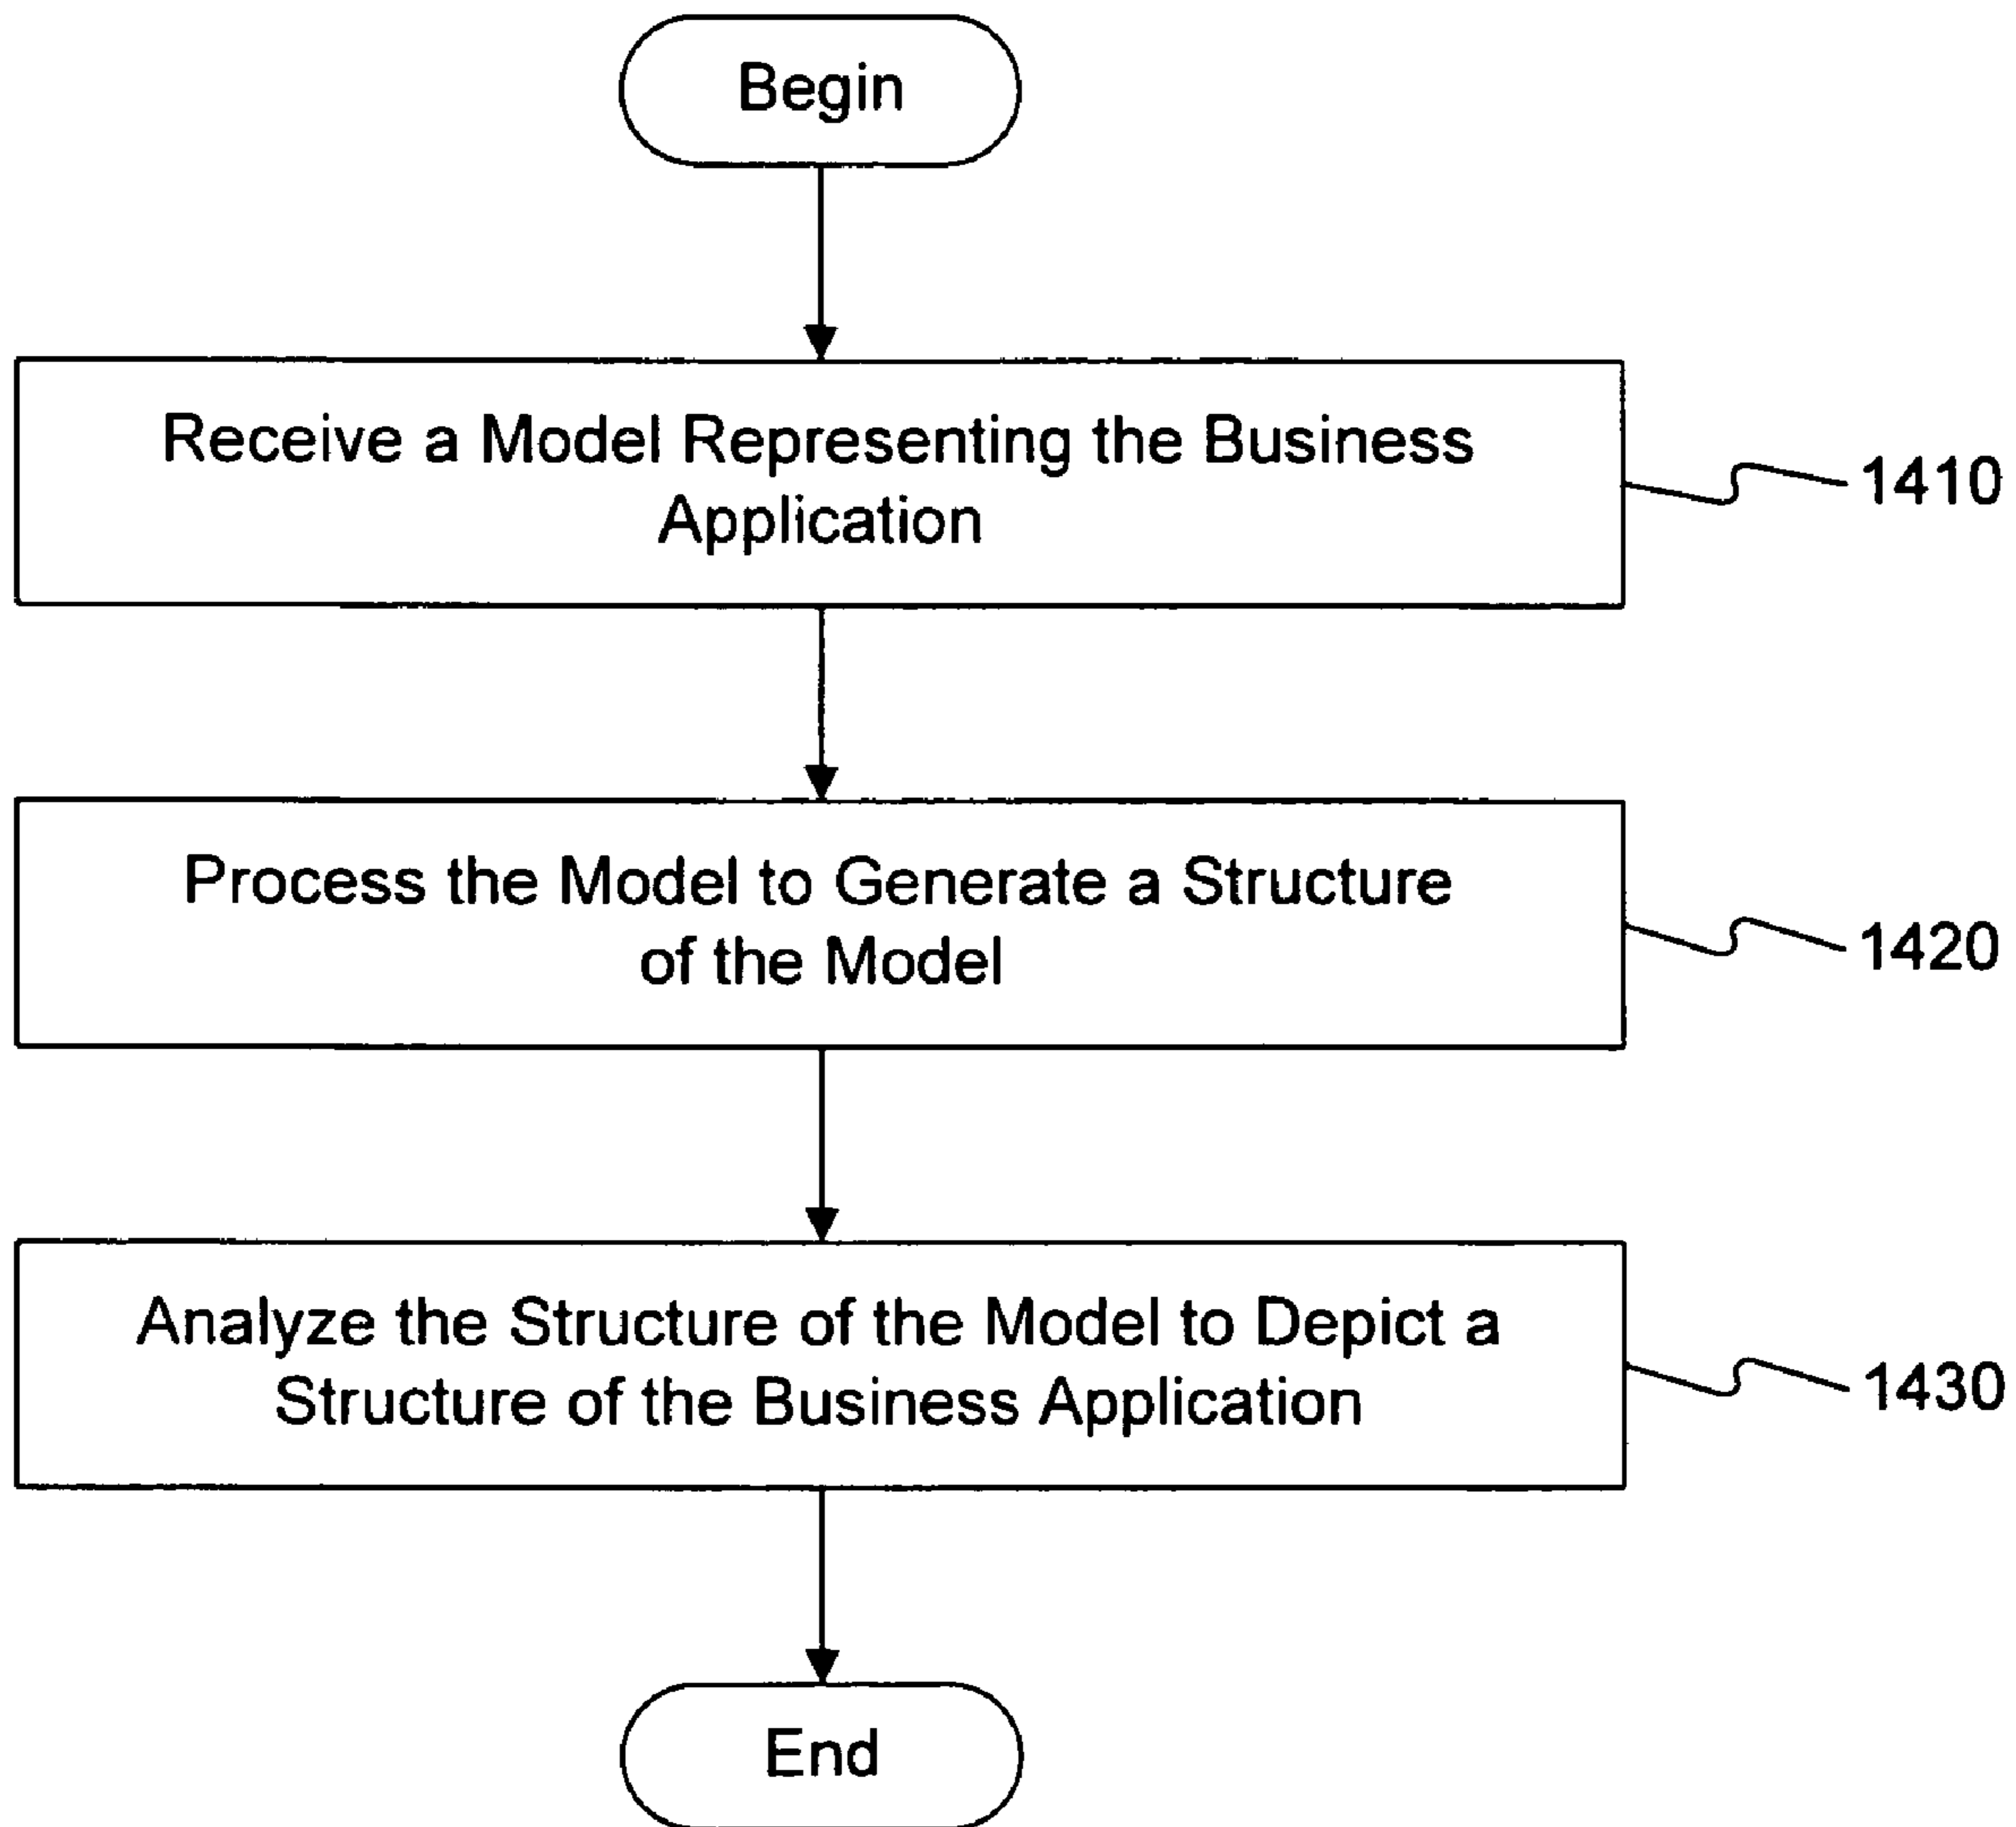 Begin
Receive a Model Representing the Business
Application
1410
Process the Model to Generate a Structure
of the Model
1420
Analyze the Structure of the Model to Depict a
Structure of the Business Application
1430
End